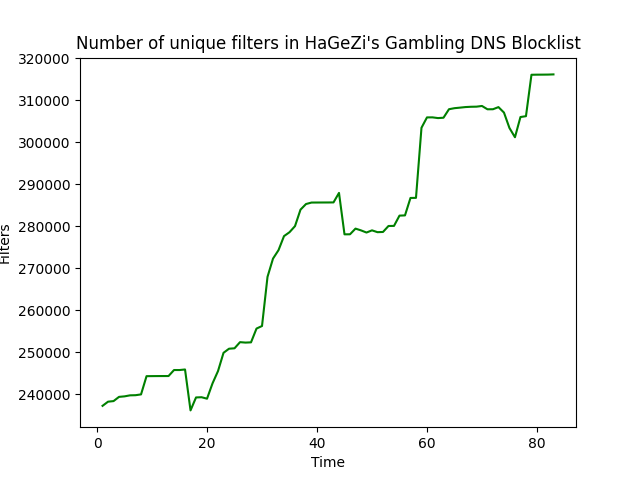 Number of unique filters in HaGeZi's Gambling DNS Blocklist
320000
310000
300000
290000
280000
270000
260000
250000
240000
Filters
0 20 40 60 80
Time